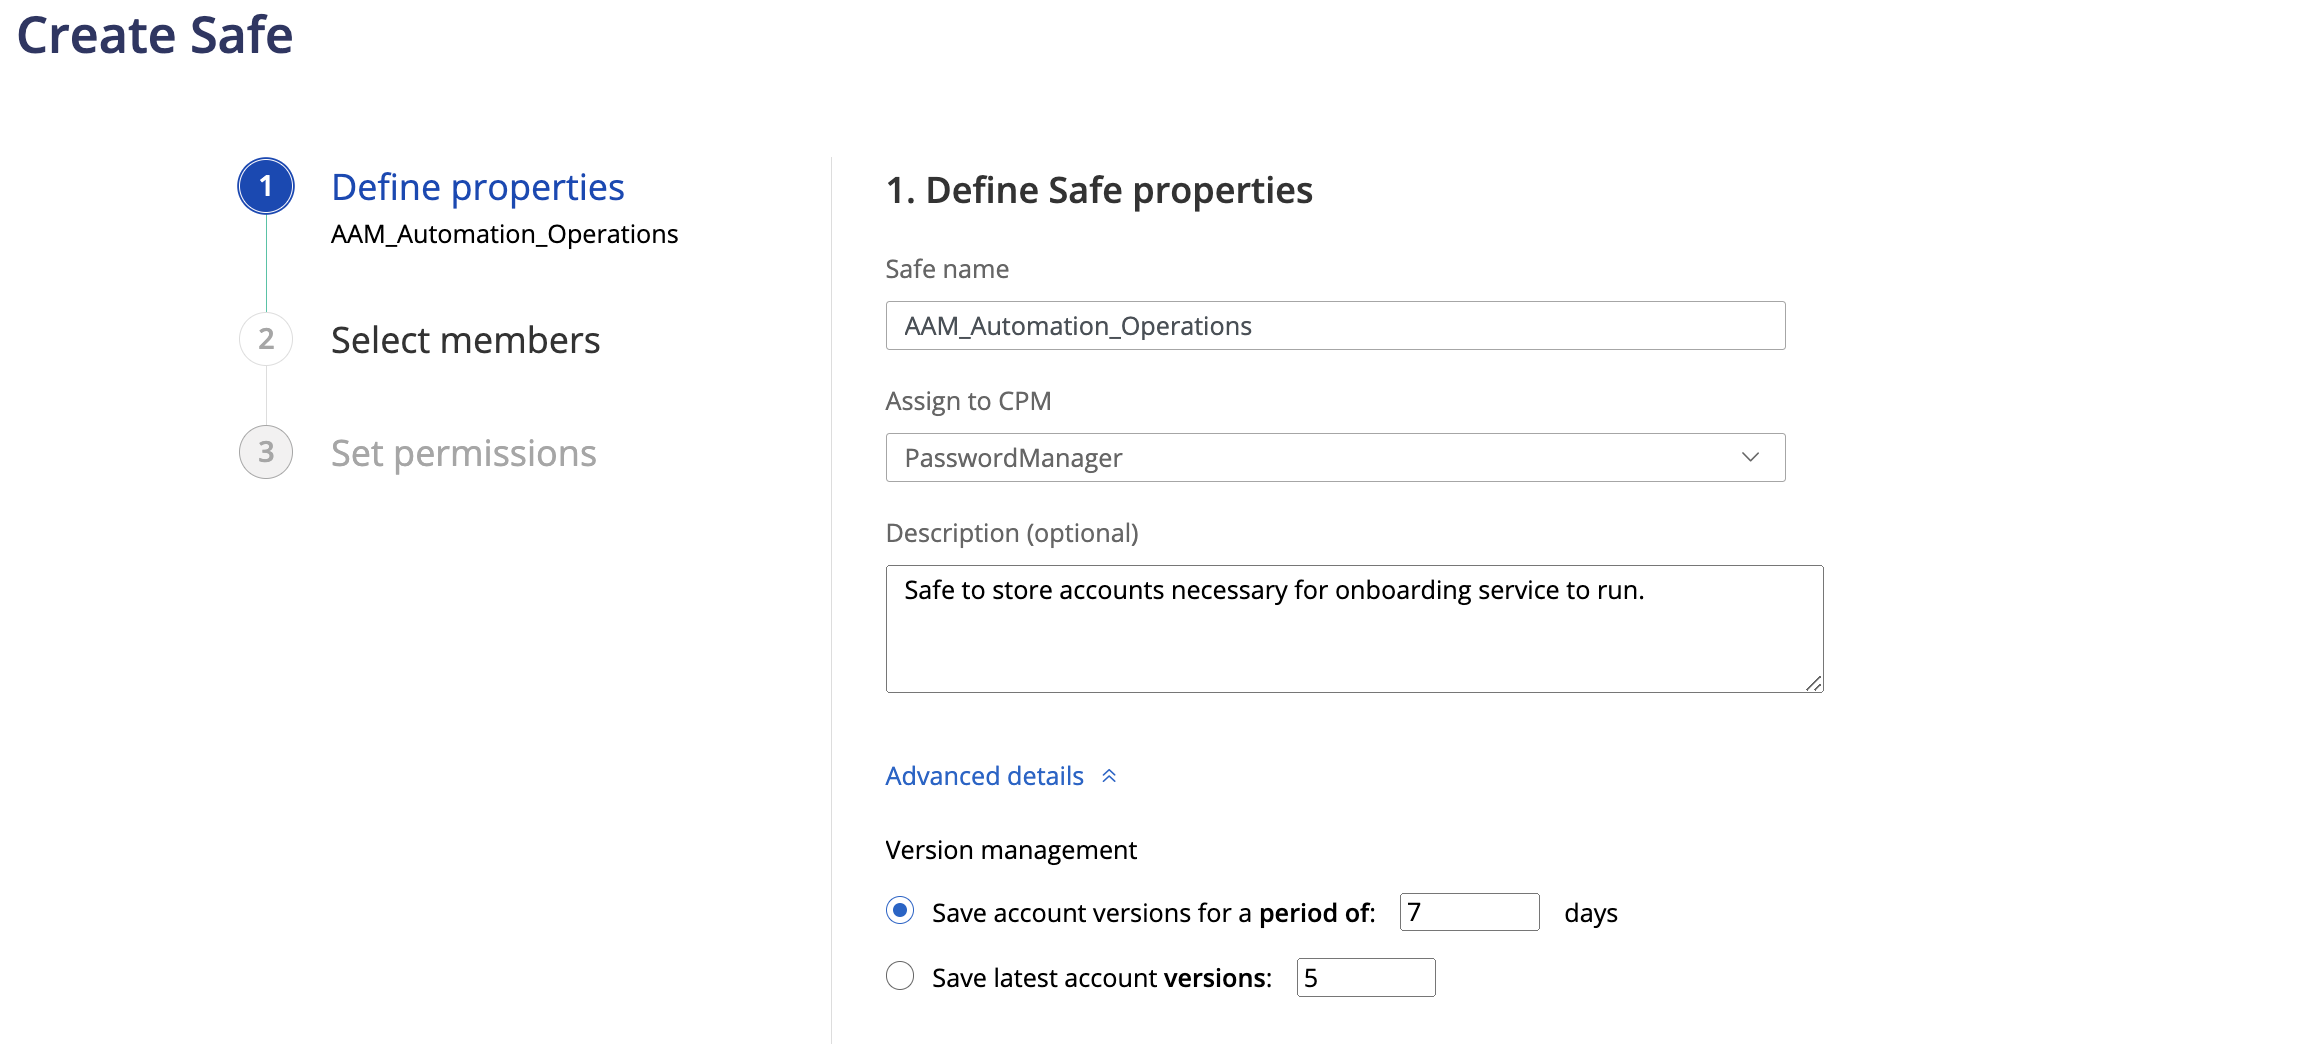 Create Safe
1
Define properties
AAM_Automation_Operations
2
Select members
3
Set permissions
1. Define Safe properties
Safe name
AAM_Automation_Operations
Assign to CPM
PasswordManager
Description (optional)
Safe to store accounts necessary for onboarding service to run.
Advanced details
Version management
Save account versions for a period of: 7 days
Save latest account versions: 5